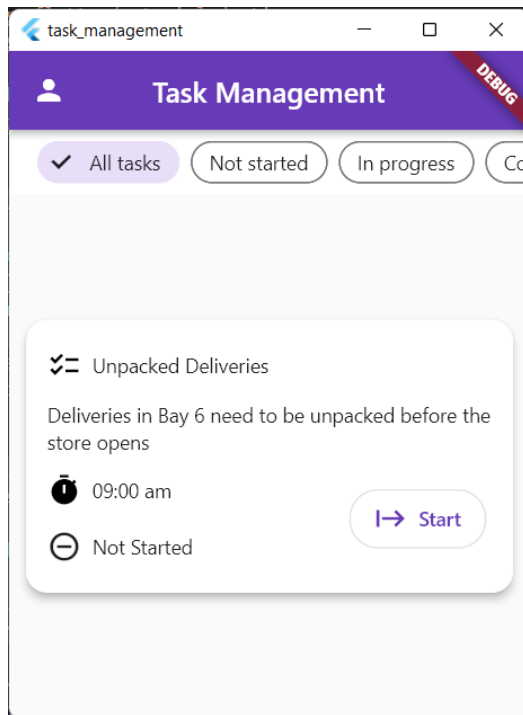 task_management
Task Management
DEBUG
All tasks
Not started
In progress
Co
Unpacked Deliveries
Deliveries in Bay 6 need to be unpacked before the
store opens
09:00 am
Start
Not Started